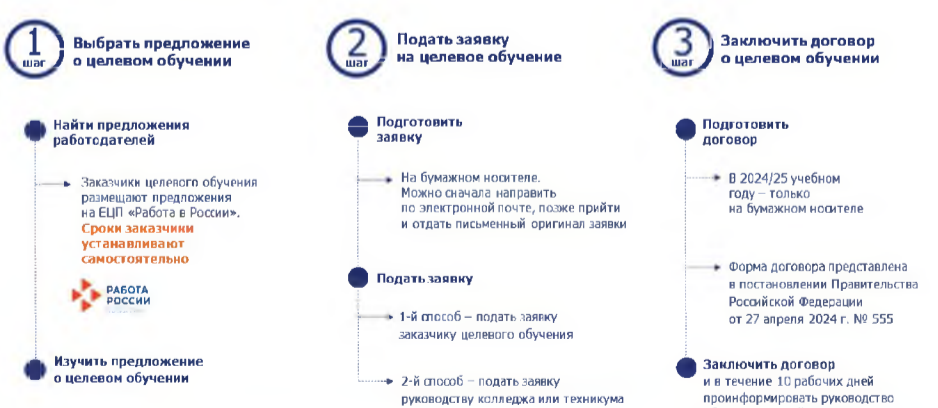 1
шаг
Выбрать предложение
о целевом обучении
Найти предложения
работодателей
Заказчики целевого обучения
размещают предложения
на ЕЦП «Работа в России».
Сроки заказчики
устанавливают
самостоятельно
РАБОТА
РОССИИ
Изучить предложение
о целевом обучении
2
шаг
Подать заявку
на целевое обучение
Подготовить
заявку
На бумажном носителе.
Можно сначала направить
по электронной почте, позже прийти
и отдать письменный оригинал заявки
Подать заявку
1-й способ – подать заявку
заказчику целевого обучения
2-й способ – подать заявку
руководству колледжа или техникума
3
шаг
Заключить договор
о целевом обучении
Подготовить
договор
В 2024/25 учебном
году – только
на бумажном носителе
Форма договора представлена
в постановлении Правительства
Российской Федерации
от 27 апреля 2024 г. № 555
Заключить договор
и в течение 10 рабочих дней
проинформировать руководство